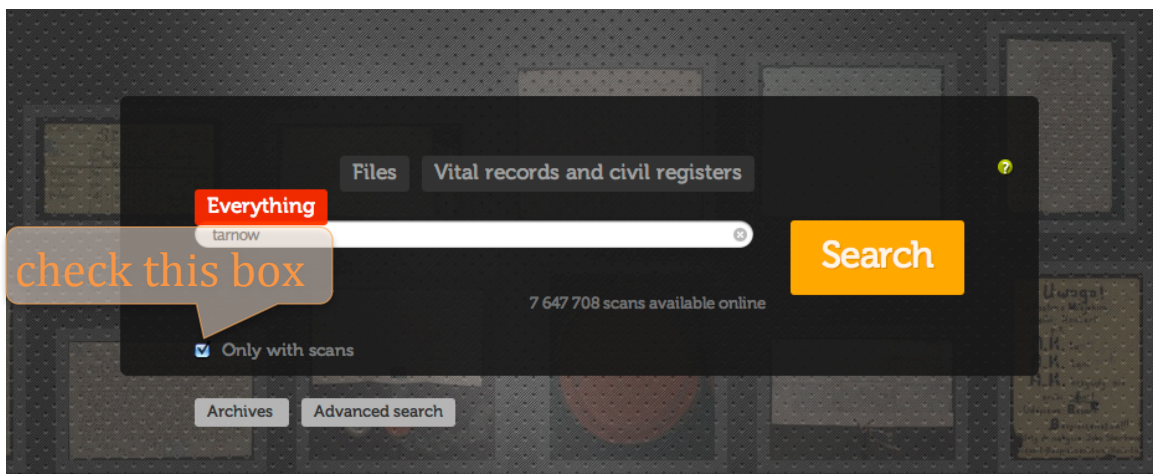 Files
Vital records and civil registers
?
Everything
tarnow
Search
check this box
7 647 708 scans available online
Only with scans
Archives
Advanced search
Uwaga!